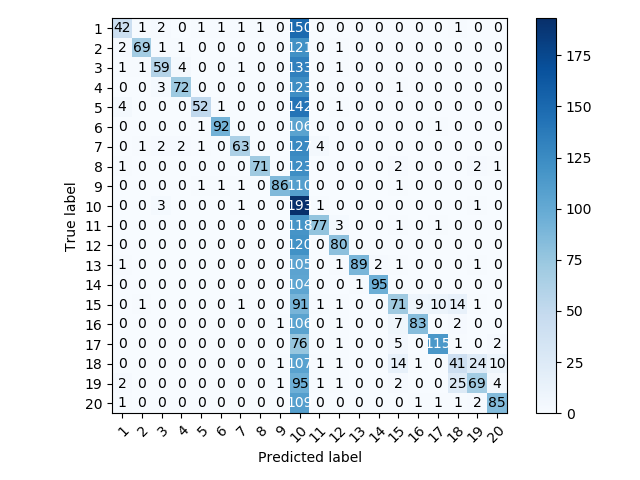 1 42 1 2 0 1 1 1 1 0 150 0 0 0 0 0 0 0 1 0 0
2 2 69 1 1 0 0 0 0 0 121 0 1 0 0 0 0 0 0 0 0
3 1 1 59 4 0 0 1 0 0 133 0 1 0 0 0 0 0 0 0 0
4 0 0 3 72 0 0 0 0 0 123 0 0 0 0 1 0 0 0 0 0
5 4 0 0 0 52 1 0 0 0 142 0 1 0 0 0 0 0 0 0 0
6 0 0 0 0 1 92 0 0 0 106 0 0 0 0 0 0 1 0 0 0
7 0 1 2 2 1 0 63 0 0 127 4 0 0 0 0 0 0 0 0 0
8 1 0 0 0 0 0 0 71 0 123 0 0 0 0 2 0 0 0 2 1
9 0 0 0 0 1 1 1 0 86 110 0 0 0 0 1 0 0 0 0 0
10 0 0 3 0 0 0 1 0 0 193 1 0 0 0 0 0 0 0 1 0
11 0 0 0 0 0 0 0 0 0 118 77 3 0 0 1 0 1 0 0 0
12 0 0 0 0 0 0 0 0 0 120 0 80 0 0 0 0 0 0 0 0
13 1 0 0 0 0 0 0 0 0 105 0 1 89 2 1 0 0 0 1 0
14 0 0 0 0 0 0 0 0 0 104 0 0 1 95 0 0 0 0 0 0
15 0 1 0 0 0 0 1 0 0 91 1 1 0 0 71 9 10 14 1 0
16 0 0 0 0 0 0 0 0 1 106 0 1 0 0 7 83 0 2 0 0
17 0 0 0 0 0 0 0 0 0 76 0 1 0 0 5 0 115 1 0 2
18 0 0 0 0 0 0 0 0 1 107 1 1 0 0 14 1 0 41 24 10
19 2 0 0 0 0 0 0 0 1 95 1 1 0 0 2 0 0 25 69 4
20 1 0 0 0 0 0 0 0 0 109 0 0 0 0 0 1 1 1 2 85
1 2 3 4 5 6 7 8 9 10 11 12 13 14 15 16 17 18 19 20
True label
Predicted label
175
150
125
100
75
50
25
0